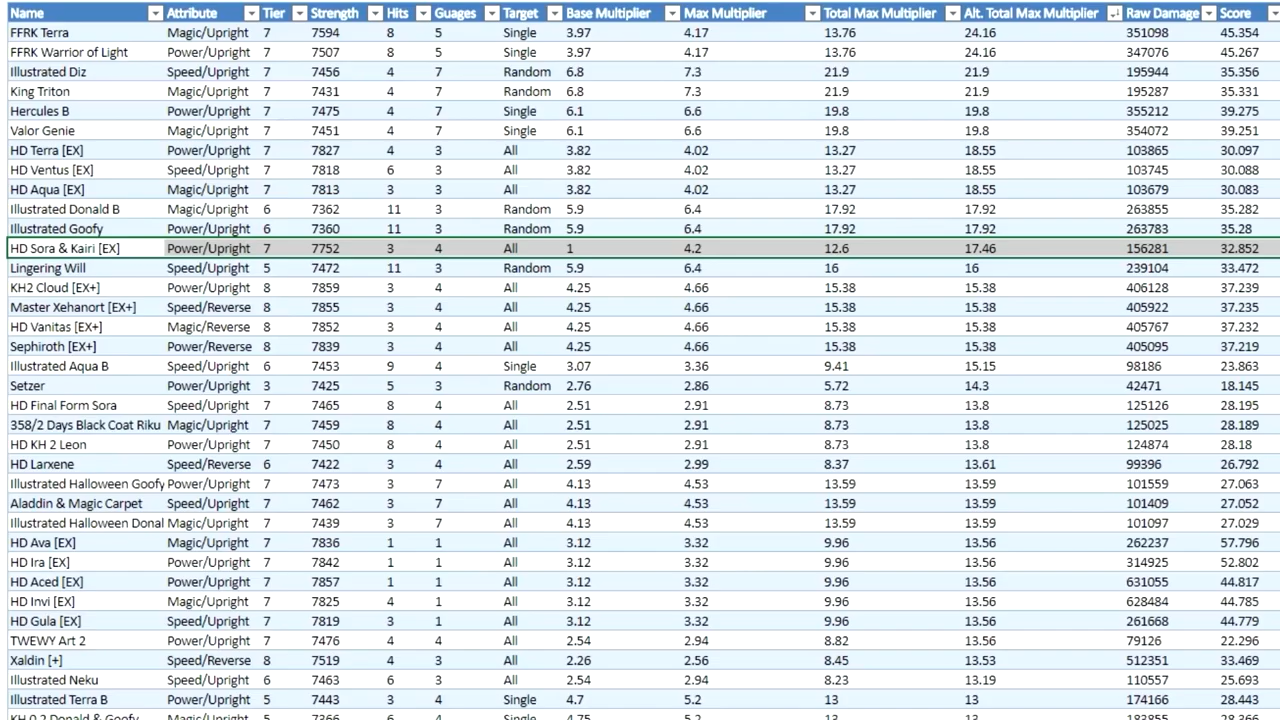 Name Attribute Tier Strength Hits Guages Target Base Multiplier Max Multiplier Total Max Multiplier Alt. Total Max Multiplier Raw Damage Score
FFRK Terra Magic/Upright 7 7594 8 5 Single 3.97 4.17 13.76 24.16 351098 45.354
FFRK Warrior of Light Power/Upright 7 7507 8 5 Single 3.97 4.17 13.76 24.16 347076 45.267
Illustrated Diz Speed/Upright 7 7456 4 7 Random 6.8 7.3 21.9 21.9 195944 35.356
King Triton Magic/Upright 7 7431 4 7 Random 6.8 7.3 21.9 21.9 195287 35.331
Hercules B Power/Upright 7 7475 4 7 Single 6.1 6.6 19.8 19.8 355212 39.275
Valor Genie Magic/Upright 7 7451 4 7 Single 6.1 6.6 19.8 19.8 354072 39.251
HD Terra [EX] Power/Upright 7 7827 4 3 All 3.82 4.02 13.27 18.55 103865 30.097
HD Ventus [EX] Speed/Upright 7 7818 6 3 All 3.82 4.02 13.27 18.55 103745 30.088
HD Aqua [EX] Magic/Upright 7 7813 3 3 All 3.82 4.02 13.27 18.55 103679 30.083
Illustrated Donald B Magic/Upright 6 7362 11 3 Random 5.9 6.4 17.92 17.92 263855 35.282
Illustrated Goofy Power/Upright 6 7360 11 3 Random 5.9 6.4 17.92 17.92 263783 35.28
HD Sora & Kairi [EX] Power/Upright 7 7752 3 4 All 1 4.2 12.6 17.46 156281 32.852
Lingering Will Speed/Upright 5 7472 11 3 Random 5.9 6.4 16 16 239104 33.472
KH2 Cloud [EX+] Power/Upright 8 7859 3 4 All 4.25 4.66 15.38 15.38 406128 37.239
Master Xehanort [EX+] Speed/Reverse 8 7855 3 4 All 4.25 4.66 15.38 15.38 405922 37.235
HD Vanitas [EX+] Magic/Reverse 8 7852 3 4 All 4.25 4.66 15.38 15.38 405767 37.232
Sephiroth [EX+] Power/Reverse 8 7839 3 4 All 4.25 4.66 15.38 15.38 405095 37.219
Illustrated Aqua B Speed/Upright 6 7453 9 4 Single 3.07 3.36 9.41 15.15 98186 23.863
Setzer Power/Upright 3 7425 5 3 Random 2.76 2.86 5.72 14.3 42471 18.145
HD Final Form Sora Speed/Upright 7 7465 8 4 All 2.51 2.91 8.73 13.8 125126 28.195
358/2 Days Black Coat Riku Magic/Upright 7 7459 8 4 All 2.51 2.91 8.73 13.8 125025 28.189
HD KH 2 Leon Power/Upright 7 7450 8 4 All 2.51 2.91 8.73 13.8 124874 28.18
HD Larxene Speed/Reverse 6 7422 3 4 All 2.59 2.99 8.37 13.61 99396 26.792
Illustrated Halloween Goofy Power/Upright 7 7473 3 7 All 4.13 4.53 13.59 13.59 101559 27.063
Aladdin & Magic Carpet Speed/Upright 7 7462 3 7 All 4.13 4.53 13.59 13.59 101409 27.052
Illustrated Halloween Donal Magic/Upright 7 7439 3 7 All 4.13 4.53 13.59 13.59 101097 27.029
HD Ava [EX] Magic/Upright 7 7836 1 1 All 3.12 3.32 9.96 13.56 262237 57.796
HD Ira [EX] Power/Upright 7 7842 1 1 All 3.12 3.32 9.96 13.56 314925 52.802
HD Aced [EX] Power/Upright 7 7857 1 1 All 3.12 3.32 9.96 13.56 631055 44.817
HD Invi [EX] Magic/Upright 7 7825 4 1 All 3.12 3.32 9.96 13.56 628484 44.785
HD Gula [EX] Speed/Upright 7 7819 3 1 All 3.12 3.32 9.96 13.56 261668 44.779
TWEWY Art 2 Power/Upright 7 7476 4 4 All 2.54 2.94 8.82 13.56 79126 22.296
Xaldin [+] Speed/Reverse 8 7519 4 3 All 2.26 2.56 8.45 13.53 512351 33.469
Illustrated Neku Speed/Upright 6 7463 6 3 All 2.54 2.94 8.23 13.19 110557 25.693
Illustrated Terra B Power/Upright 5 7443 3 4 Single 4.7 5.2 13 13 174166 28.443
KH 0.2 Donald & Goofy Magic/Upright 5 7366 6 4 Single 4.75 5.2 13 13 183855 28.366